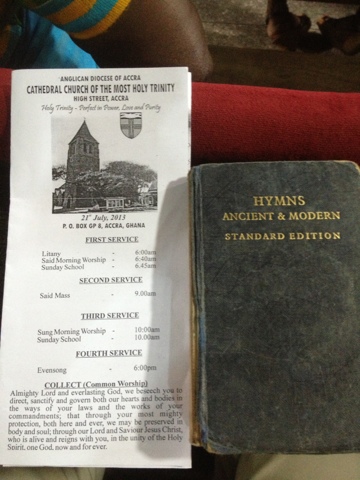 ANGLICAN DIOCESE OF ACCRA
CATHEDRAL CHURCH OF THE MOST HOLY TRINITY
HIGH STREET, ACCRA
Holy Trinity - Perfect in Power, Love and Purity
21st July, 2013
P. O. BOX GP 8, ACCRA, GHANA
FIRST SERVICE
Litany - 6:00am
Said Morning Worship - 6:40am
Sunday School - 6.45am
SECOND SERVICE
Said Mass - 9.00am
THIRD SERVICE
Sung Morning Worship - 10:00am
Sunday School - 10.00am
FOURTH SERVICE
Evensong - 6:00pm
COLLECT (Common Worship)
Almighty Lord and everlasting God, we beseech you to
direct, sanctify and govern both our hearts and bodies in
the ways of your laws and the works of your
commandments; that through your most mighty
protection, both here and ever, we may be preserved in
body and soul; through our Lord and Saviour Jesus Christ,
who is alive and reigns with you, in the unity of the Holy
Spirit, one God, now and for ever.
HYMNS
ANCIENT & MODERN
STANDARD EDITION